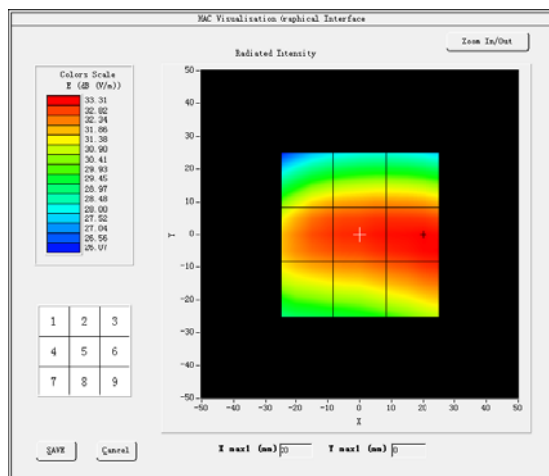 MAC Visualisation Graphical Interface
Zoom In/Out
Radiated Intensity
Colors Scale
E (dB (V/m))
33.31
32.82
32.34
31.86
31.38
30.90
30.41
29.93
29.45
28.97
28.48
28.00
27.52
27.04
26.56
26.07
50
40
30
20
10
0
-10
-20
-30
-40
-50
Y
-50 -40 -30 -20 -10 0 10 20 30 40 50
X
1 2 3
4 5 6
7 8 9
SAVE Cancel
X max1 (mm) 20 Y max1 (mm) 0